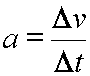 a = Δv / Δt